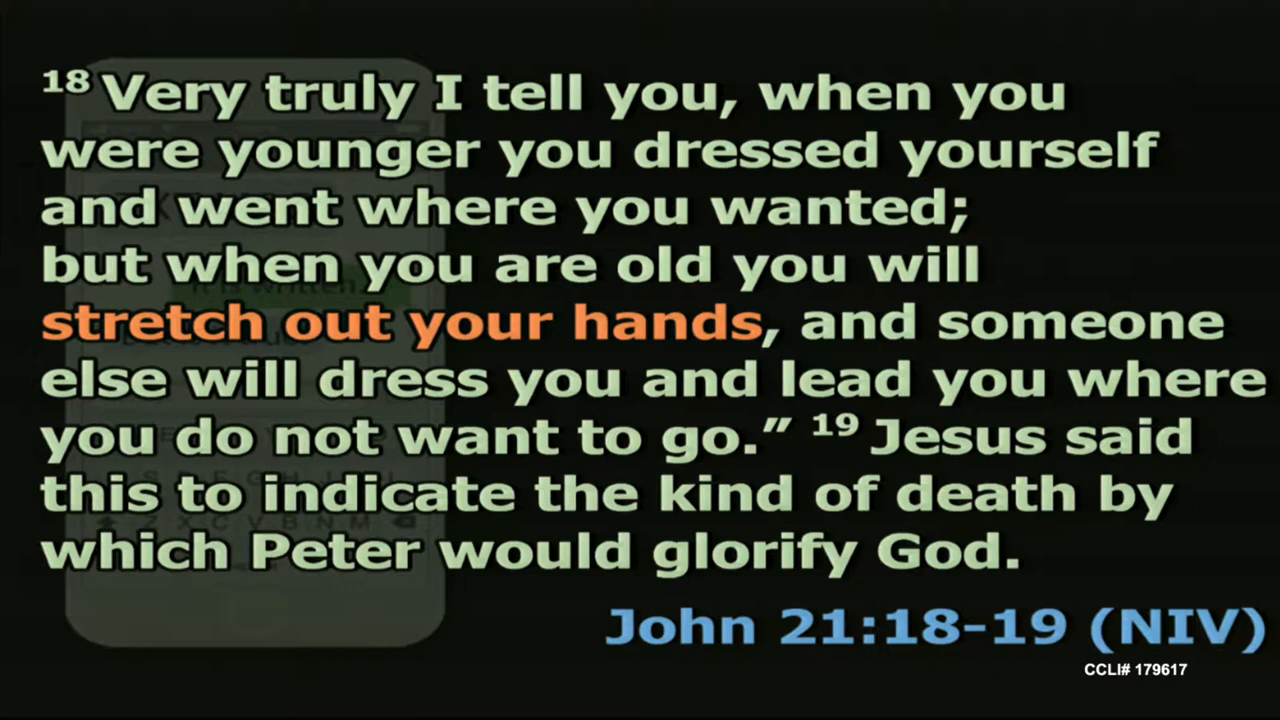 ¹⁸ Very truly I tell you, when you
were younger you dressed yourself
and went where you wanted;
but when you are old you will
stretch out your hands, and someone
else will dress you and lead you where
you do not want to go.” ¹⁹ Jesus said
this to indicate the kind of death by
which Peter would glorify God.
John 21:18-19 (NIV)
CCLI# 179617